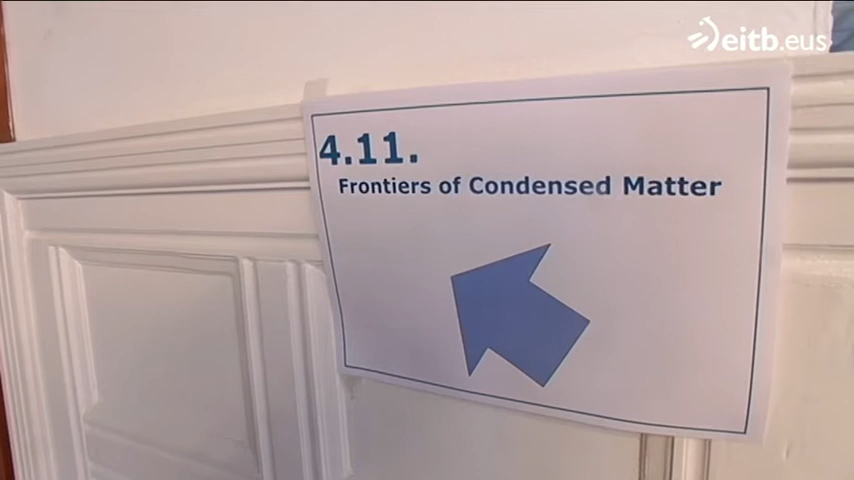 eitb.eus
4.11.
Frontiers of Condensed Matter